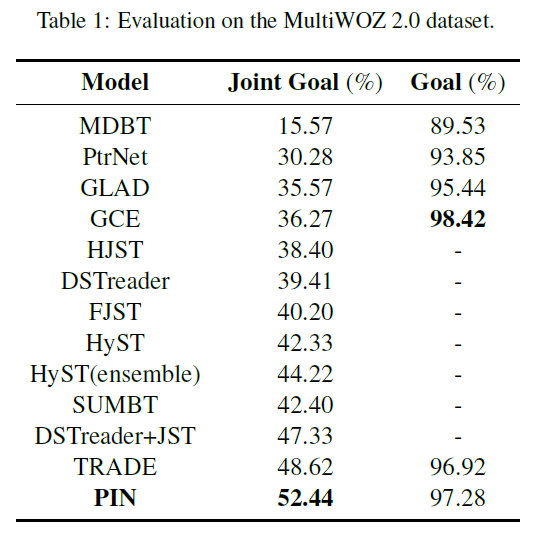 Table 1: Evaluation on the MultiWOZ 2.0 dataset.
Model Joint Goal (%) Goal (%)
MDBT 15.57 89.53
PtrNet 30.28 93.85
GLAD 35.57 95.44
GCE 36.27 98.42
HJST 38.40 -
DSTreader 39.41 -
FJST 40.20 -
HyST 42.33 -
HyST(ensemble) 44.22 -
SUMBT 42.40 -
DSTreader+JST 47.33 -
TRADE 48.62 96.92
PIN 52.44 97.28